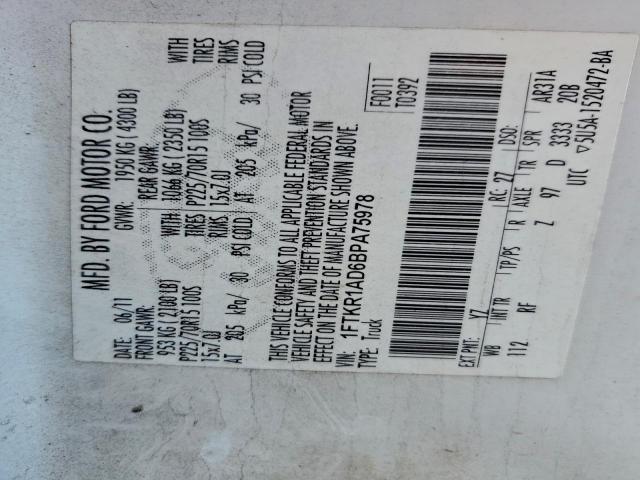 MFD. BY FORD MOTOR CO.
DATE: 06/11 GVWR: 1950 KG ( 4300 LB)
FRONT GAWR: REAR GAWR:
953 KG ( 2100 LB) WITH 1066 KG ( 2350 LB) WITH
P225/70R15 100S TIRES P225/70R15 100S TIRES
15x7.0J RIMS 15x7.0J RIMS
AT 205 kPa/ 30 PSI COLD AT 205 kPa/ 30 PSI COLD
THIS VEHICLE CONFORMS TO ALL APPLICABLE FEDERAL MOTOR
VEHICLE SAFETY AND THEFT PREVENTION STANDARDS IN
EFFECT ON THE DATE OF MANUFACTURE SHOWN ABOVE.
VIN: 1FTKR1AD6BPA75978
TYPE: Truck
F0011
T0392
EXT PNT: YZ RC: 27 DSO:
WB INT TR TP/PS R AXLE TR SPR AR31A
112 RF Z 97 D 3333 20B
UTC ▽5U5A-1520472-BA